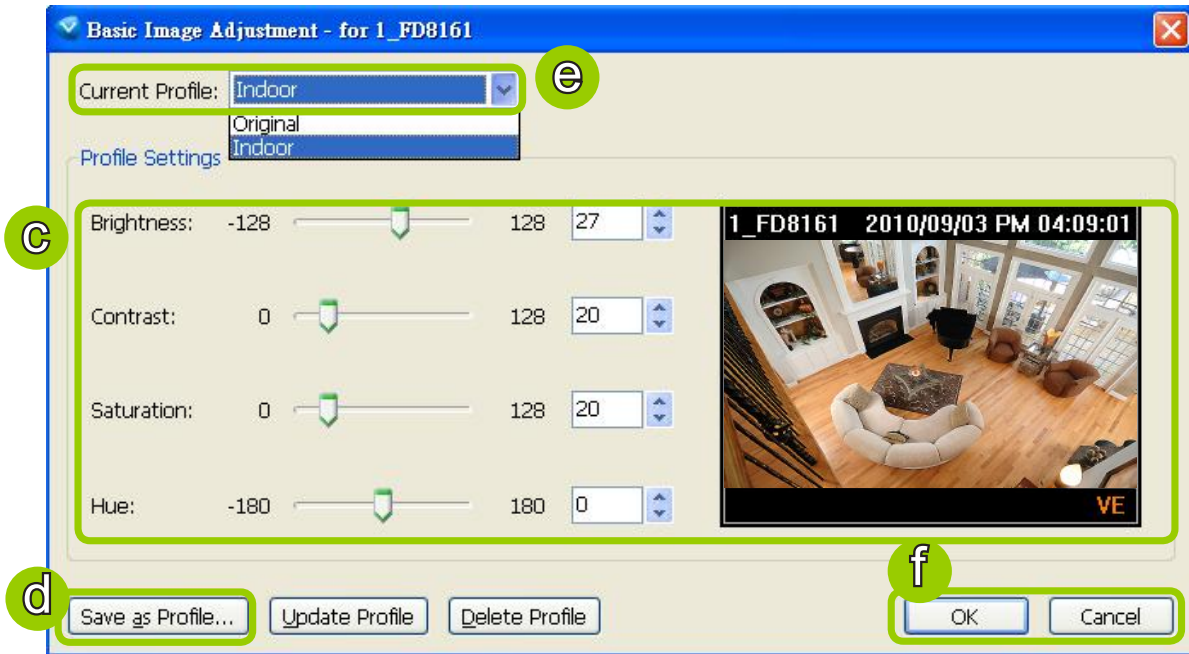 Basic Image Adjustment - for 1_FD8161
Current Profile: Indoor
e
Original
Indoor
Profile Settings
c
Brightness: -128 128 27
1_FD8161 2010/09/03 PM 04:09:01
Contrast: 0 128 20
Saturation: 0 128 20
Hue: -180 180 0
VE
d
f
Save as Profile... Update Profile Delete Profile OK Cancel